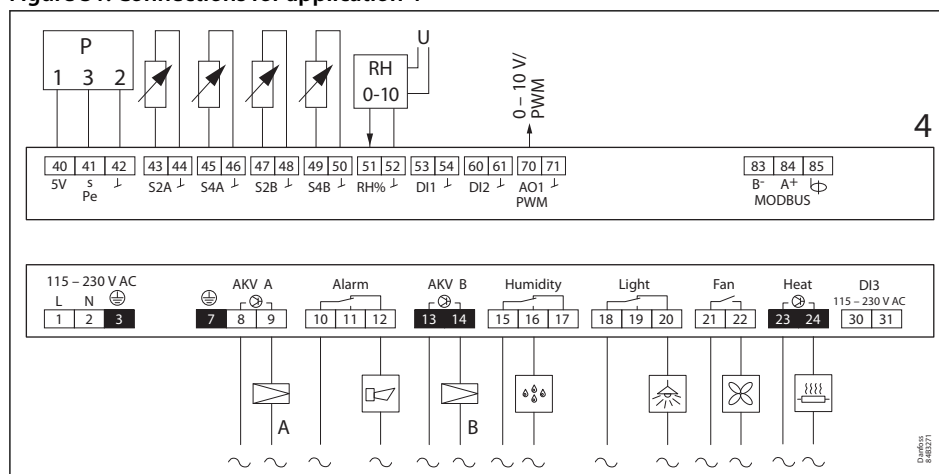 Figure 31: Connections for application 4
P
1 3 2
RH
0-10
U
0 – 10 V/
PWM
4
40 41 42 43 44 45 46 47 48 49 50 51 52 53 54 60 61 70 71 83 84 85
5V s S2A S4A S2B S4B RH% DI1 DI2 AO1 B- A+
Pe PWM MODBUS
115 – 230 V AC AKV A Alarm AKV B Humidity Light Fan Heat DI3
L N 115 – 230 V AC
1 2 3 7 8 9 10 11 12 13 14 15 16 17 18 19 20 21 22 23 24 30 31
A B
Danfoss
84B3271